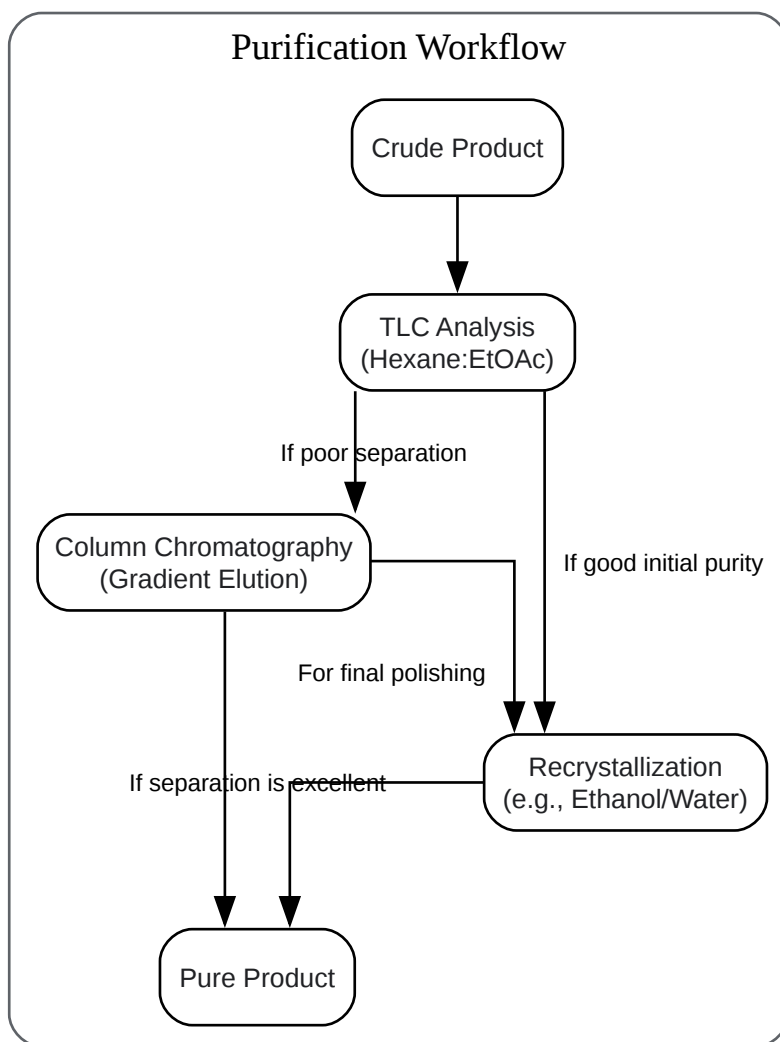 Purification Workflow
Crude Product
TLC Analysis
(Hexane:EtOAc)
If poor separation
Column Chromatography
(Gradient Elution)
If good initial purity
For final polishing
Recrystallization
(e.g., Ethanol/Water)
If separation is excellent
Pure Product